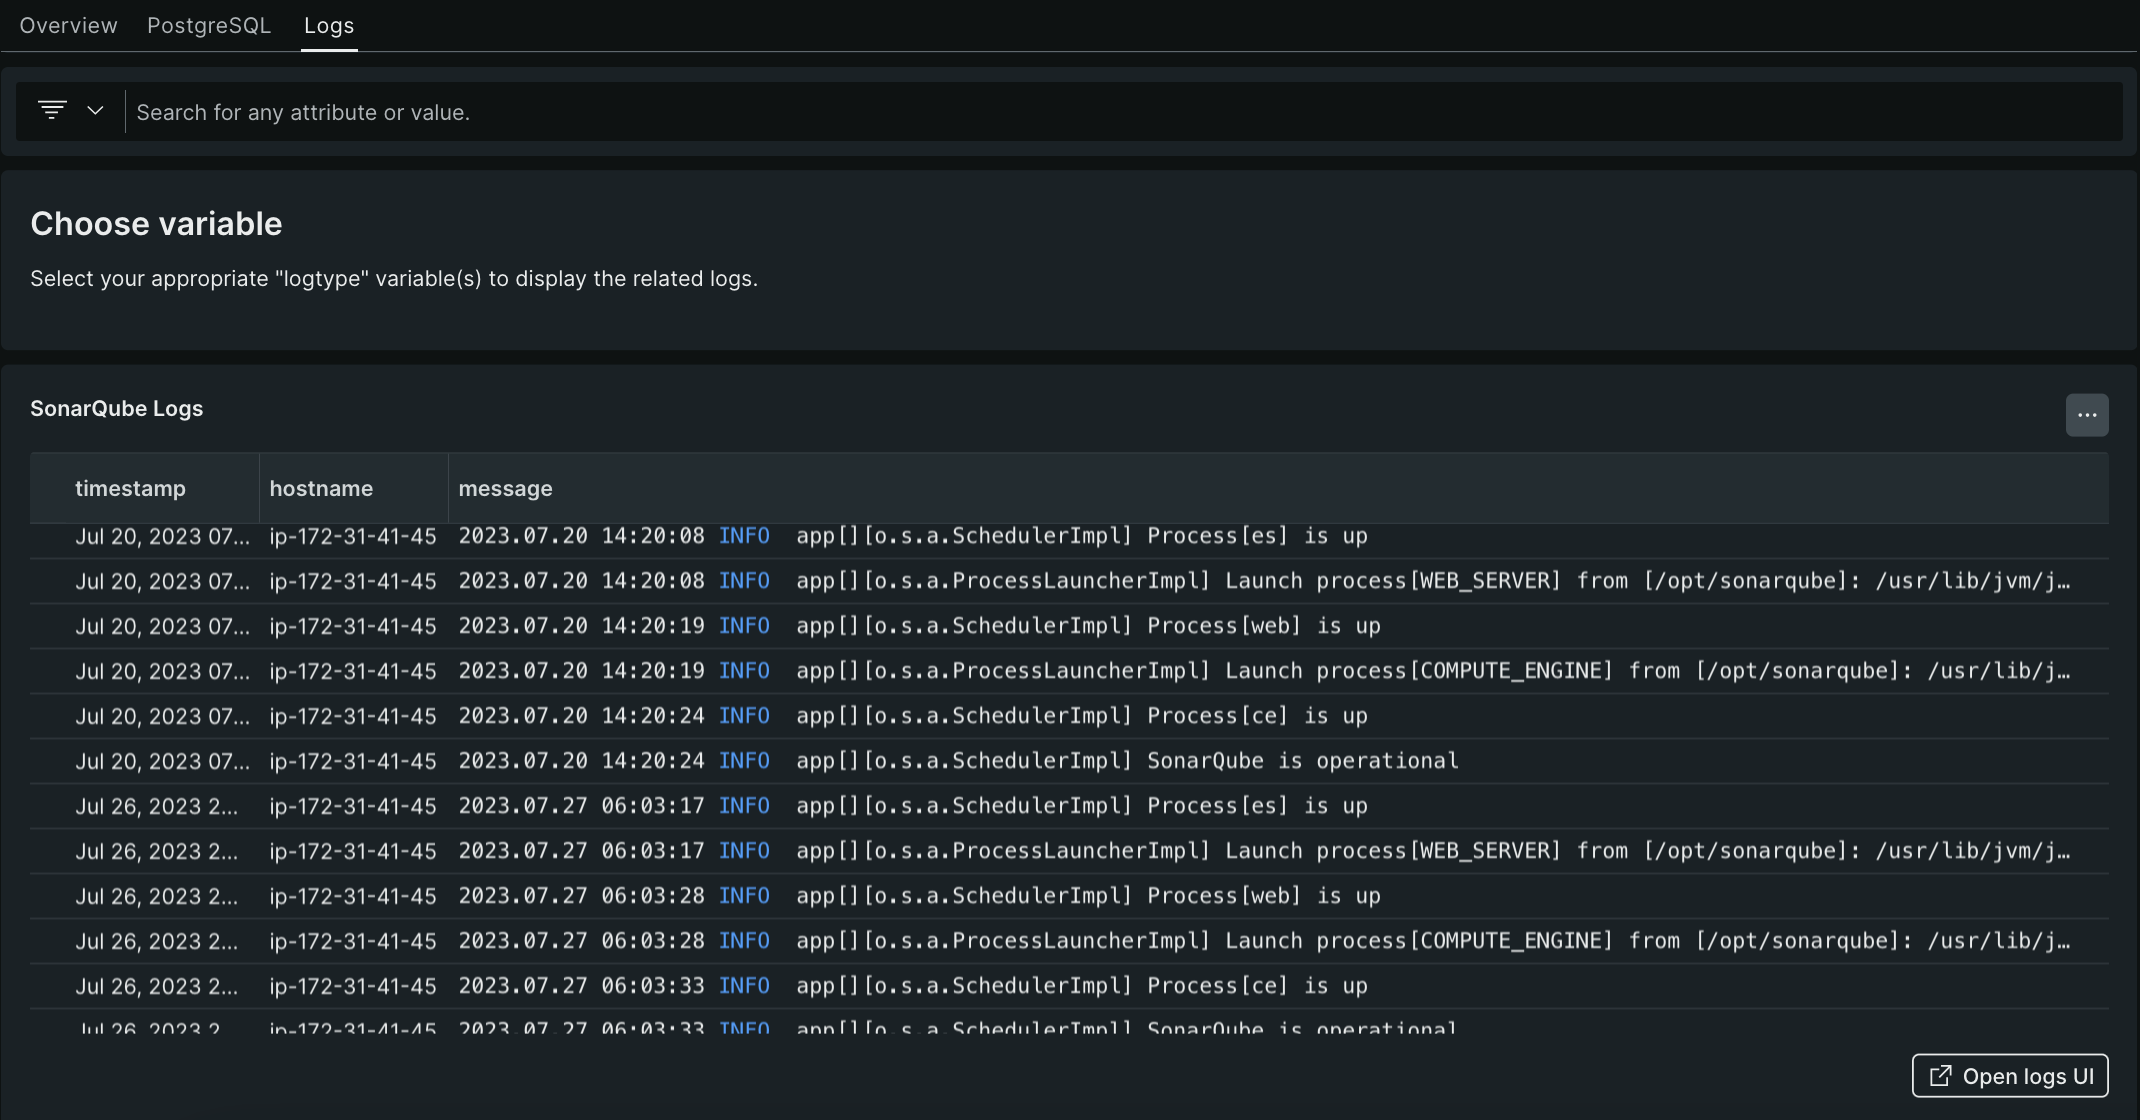 Overview PostgreSQL Logs
Search for any attribute or value.
Choose variable
Select your appropriate "logtype" variable(s) to display the related logs.
SonarQube Logs
...
timestamp hostname message
Jul 20, 2023 07... ip-172-31-41-45 2023.07.20 14:20:08 INFO app[][o.s.a.SchedulerImpl] Process[es] is up
Jul 20, 2023 07... ip-172-31-41-45 2023.07.20 14:20:08 INFO app[][o.s.a.ProcessLauncherImpl] Launch process[WEB_SERVER] from [/opt/sonarqube]: /usr/lib/jvm/j…
Jul 20, 2023 07... ip-172-31-41-45 2023.07.20 14:20:19 INFO app[][o.s.a.SchedulerImpl] Process[web] is up
Jul 20, 2023 07... ip-172-31-41-45 2023.07.20 14:20:19 INFO app[][o.s.a.ProcessLauncherImpl] Launch process[COMPUTE_ENGINE] from [/opt/sonarqube]: /usr/lib/j…
Jul 20, 2023 07... ip-172-31-41-45 2023.07.20 14:20:24 INFO app[][o.s.a.SchedulerImpl] Process[ce] is up
Jul 20, 2023 07... ip-172-31-41-45 2023.07.20 14:20:24 INFO app[][o.s.a.SchedulerImpl] SonarQube is operational
Jul 26, 2023 2... ip-172-31-41-45 2023.07.27 06:03:17 INFO app[][o.s.a.SchedulerImpl] Process[es] is up
Jul 26, 2023 2... ip-172-31-41-45 2023.07.27 06:03:17 INFO app[][o.s.a.ProcessLauncherImpl] Launch process[WEB_SERVER] from [/opt/sonarqube]: /usr/lib/jvm/j…
Jul 26, 2023 2... ip-172-31-41-45 2023.07.27 06:03:28 INFO app[][o.s.a.SchedulerImpl] Process[web] is up
Jul 26, 2023 2... ip-172-31-41-45 2023.07.27 06:03:28 INFO app[][o.s.a.ProcessLauncherImpl] Launch process[COMPUTE_ENGINE] from [/opt/sonarqube]: /usr/lib/j…
Jul 26, 2023 2... ip-172-31-41-45 2023.07.27 06:03:33 INFO app[][o.s.a.SchedulerImpl] Process[ce] is up
Jul 26, 2023 2 ip-172-31-41-45 2023.07.27 06:03:33 INFO app[][o.s.a.SchedulerImpl] SonarQube is operational
Open logs UI